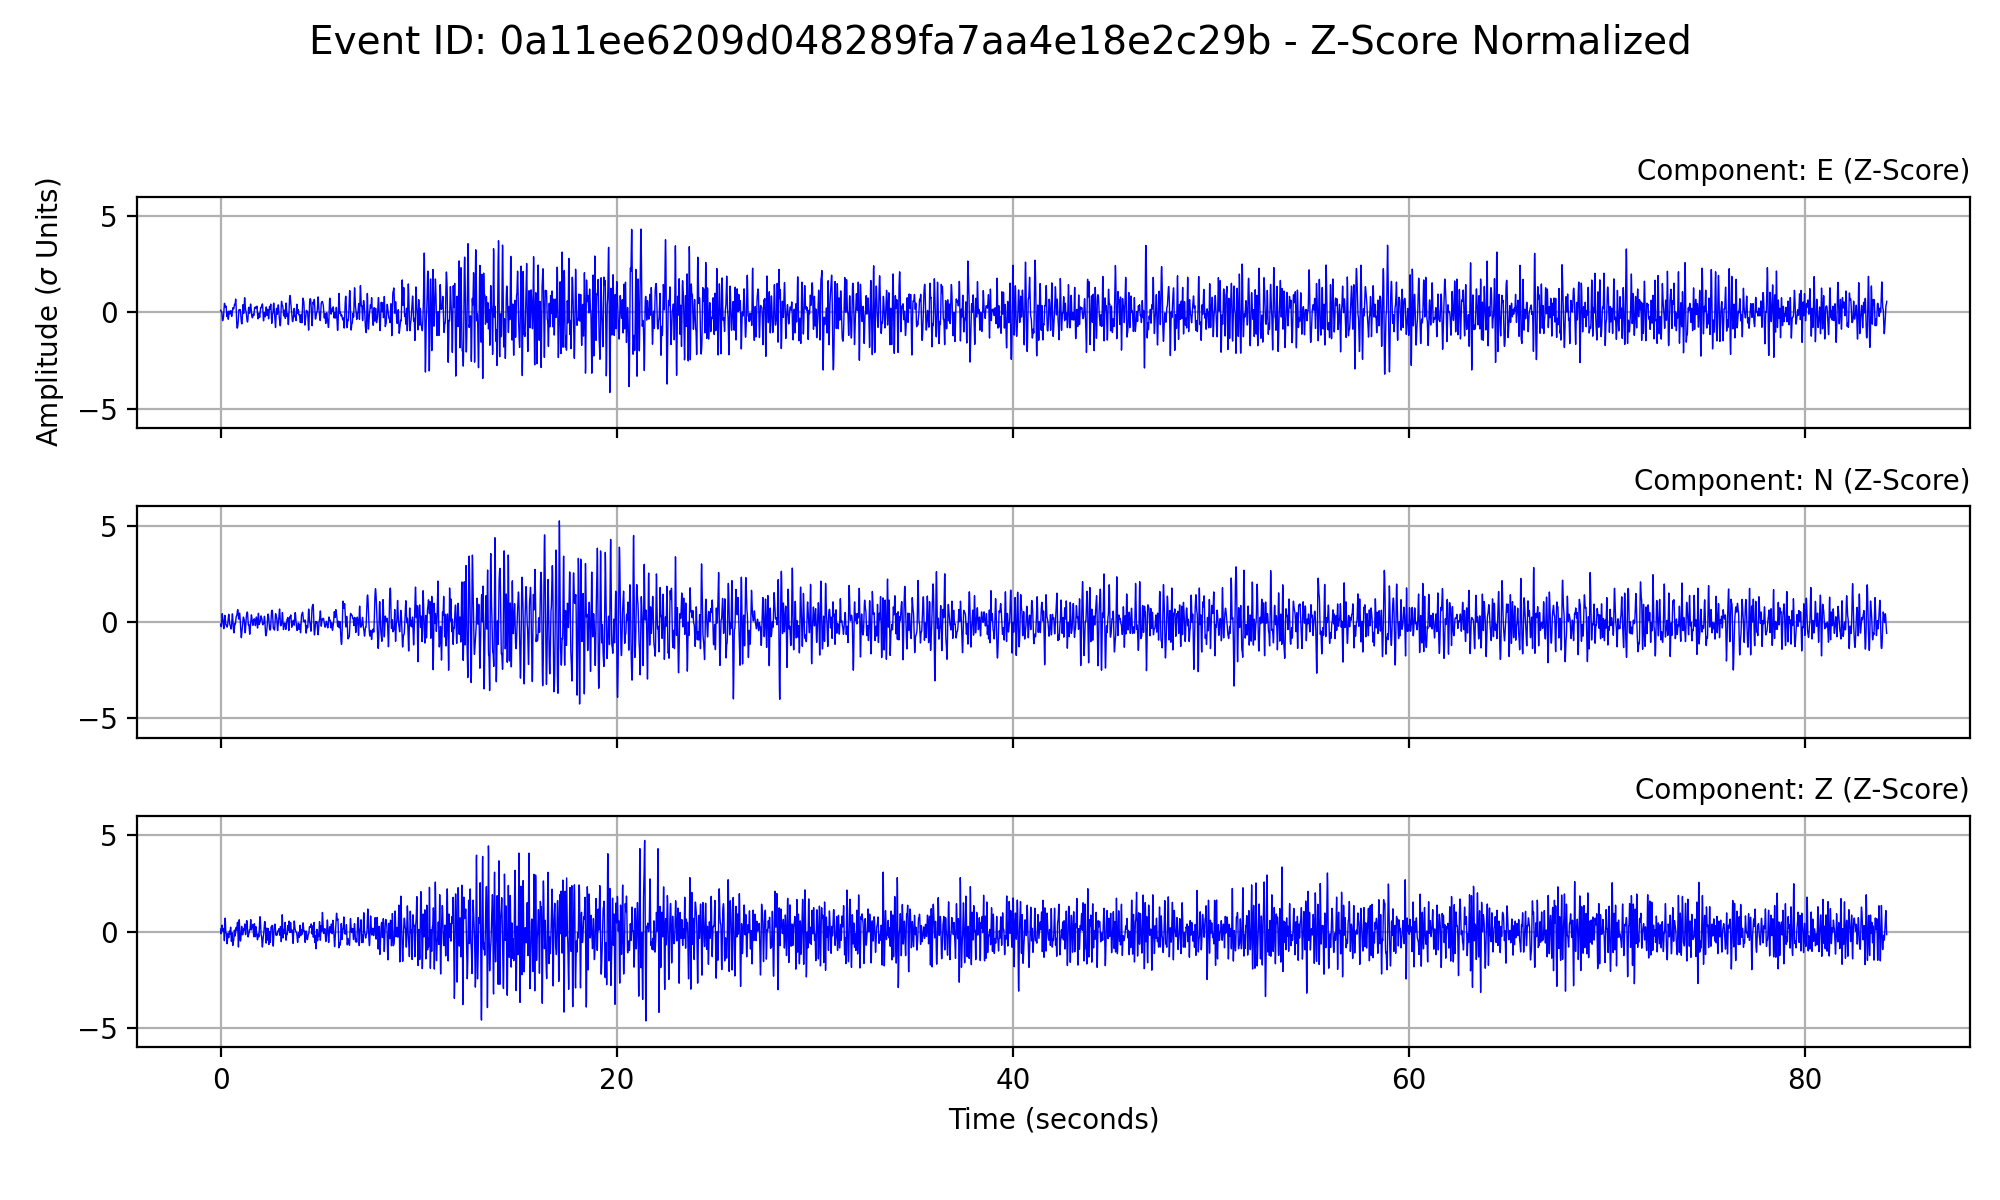 Event ID: 0a11ee6209d048289fa7aa4e18e2c29b - Z-Score Normalized
Component: E (Z-Score)
Amplitude (σ Units)
5
0
−5
Component: N (Z-Score)
5
0
−5
Component: Z (Z-Score)
5
0
−5
0 20 40 60 80
Time (seconds)